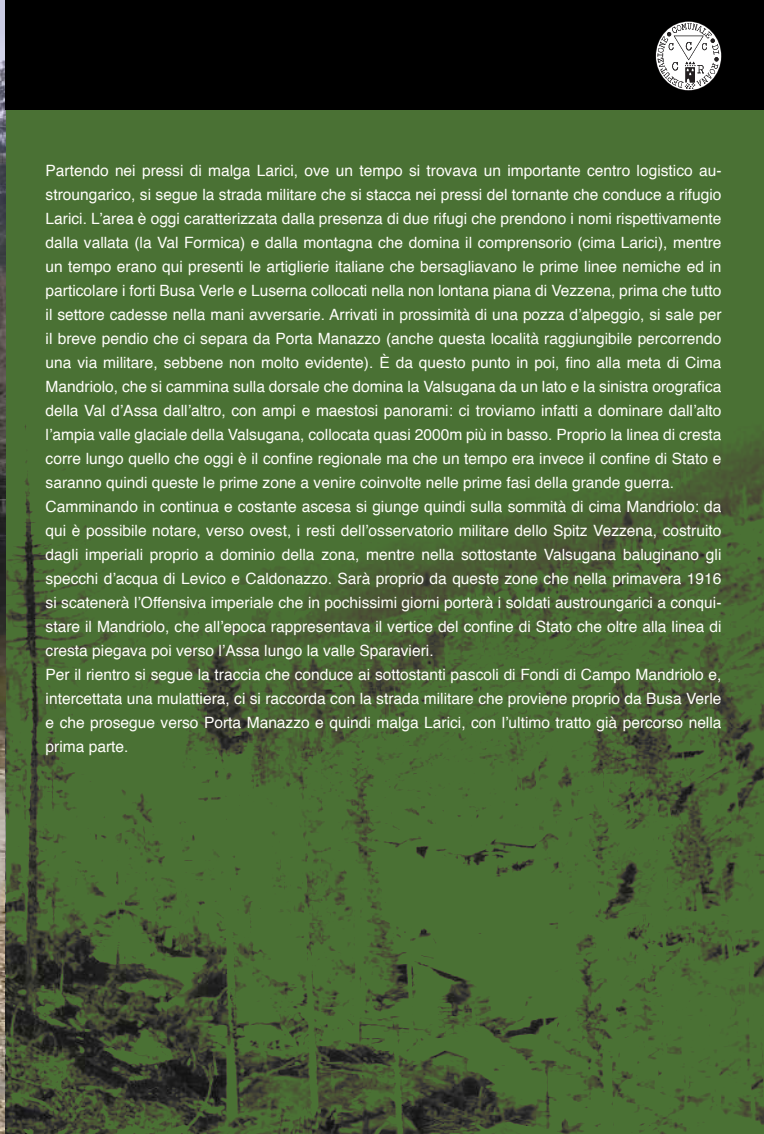 DEPUTAZIONE COMUNALE DI ROANA
C C C
C R
Partendo nei pressi di malga Larici, ove un tempo si trovava un importante centro logistico au-
stroungarico, si segue la strada militare che si stacca nei pressi del tornante che conduce a rifugio
Larici. L'area è oggi caratterizzata dalla presenza di due rifugi che prendono i nomi rispettivamente
dalla vallata (la Val Formica) e dalla montagna che domina il comprensorio (cima Larici), mentre
un tempo erano qui presenti le artiglierie italiane che bersagliavano le prime linee nemiche ed in
particolare i forti Busa Verle e Luserna collocati nella non lontana piana di Vezzena, prima che tutto
il settore cadesse nella mani avversarie. Arrivati in prossimità di una pozza d'alpeggio, si sale per
il breve pendio che ci separa da Porta Manazzo (anche questa località raggiungibile percorrendo
una via militare, sebbene non molto evidente). È da questo punto in poi, fino alla meta di Cima
Mandriolo, che si cammina sulla dorsale che domina la Valsugana da un lato e la sinistra orografica
della Val d'Assa dall'altro, con ampi e maestosi panorami: ci troviamo infatti a dominare dall'alto
l'ampia valle glaciale della Valsugana, collocata quasi 2000m più in basso. Proprio la linea di cresta
corre lungo quello che oggi è il confine regionale ma che un tempo era invece il confine di Stato e
saranno quindi queste le prime zone a venire coinvolte nelle prime fasi della grande guerra.
Camminando in continua e costante ascesa si giunge quindi sulla sommità di cima Mandriolo: da
qui è possibile notare, verso ovest, i resti dell'osservatorio militare dello Spitz Vezzena, costruito
dagli imperiali proprio a dominio della zona, mentre nella sottostante Valsugana baluginano gli
specchi d'acqua di Levico e Caldonazzo. Sarà proprio da queste zone che nella primavera 1916
si scatenerà l'Offensiva imperiale che in pochissimi giorni porterà i soldati austroungarici a conqui-
stare il Mandriolo, che all'epoca rappresentava il vertice del confine di Stato che oltre alla linea di
cresta piegava poi verso l'Assa lungo la valle Sparavieri.
Per il rientro si segue la traccia che conduce ai sottostanti pascoli di Fondi di Campo Mandriolo e,
intercettata una mulattiera, ci si raccorda con la strada militare che proviene proprio da Busa Verle
e che prosegue verso Porta Manazzo e quindi malga Larici, con l'ultimo tratto già percorso nella
prima parte.